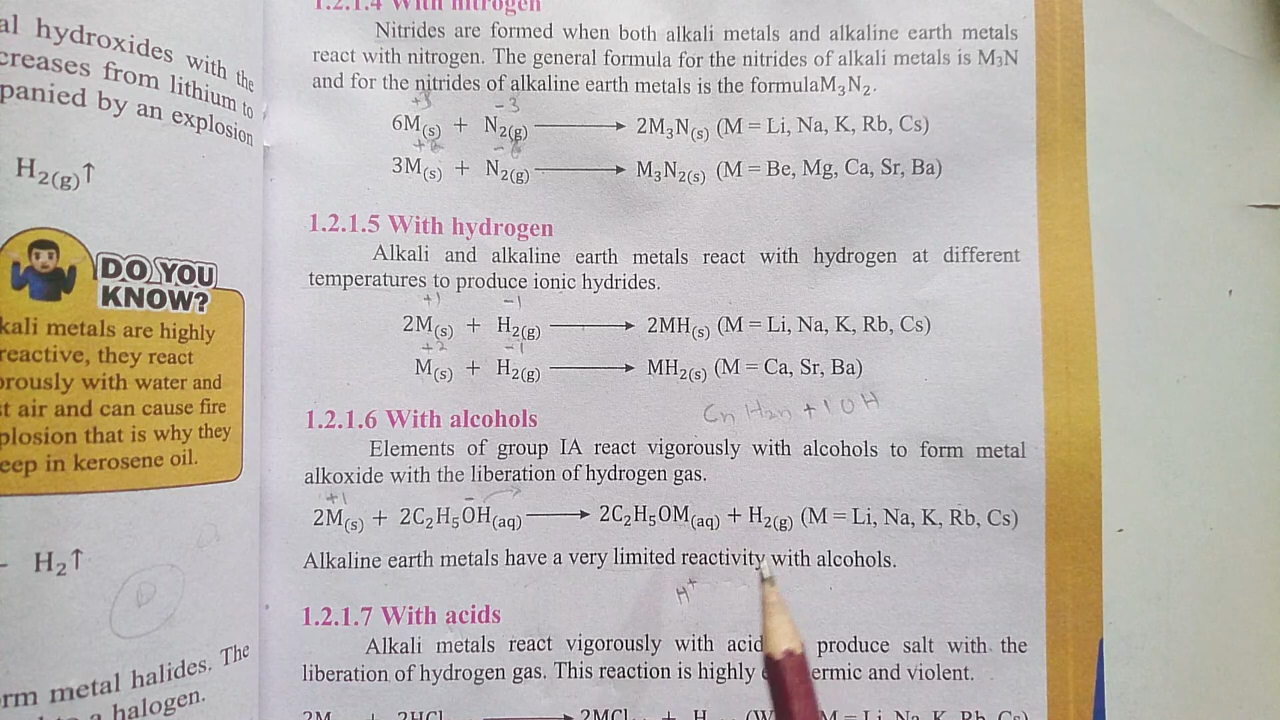 al hydroxides with the
creases from lithium to
panied by an explosion
H₂(g)↑
DO YOU
KNOW?
kali metals are highly
reactive, they react
orously with water and
st air and can cause fire
plosion that is why they
eep in kerosene oil.
- H₂↑
orm metal halides. The
a halogen.
1.2.1.4 With nitrogen
Nitrides are formed when both alkali metals and alkaline earth metals
react with nitrogen. The general formula for the nitrides of alkali metals is M₃N
and for the nitrides of alkaline earth metals is the formulaM₃N₂.
+3 -3
6M(s) + N₂(g) ⟶ 2M₃N(s) (M = Li, Na, K, Rb, Cs)
3M(s) + N₂(g) ⟶ M₃N₂(s) (M = Be, Mg, Ca, Sr, Ba)
1.2.1.5 With hydrogen
Alkali and alkaline earth metals react with hydrogen at different
temperatures to produce ionic hydrides.
+1 -1
2M(s) + H₂(g) ⟶ 2MH(s) (M = Li, Na, K, Rb, Cs)
+2 -1
M(s) + H₂(g) ⟶ MH₂(s) (M = Ca, Sr, Ba)
CnH2n+1OH
1.2.1.6 With alcohols
Elements of group IA react vigorously with alcohols to form metal
alkoxide with the liberation of hydrogen gas.
+1 -
2M(s) + 2C₂H₅OH(aq) ⟶ 2C₂H₅OM(aq) + H₂(g) (M = Li, Na, K, Rb, Cs)
Alkaline earth metals have a very limited reactivity with alcohols.
H⁺
1.2.1.7 With acids
Alkali metals react vigorously with acid produce salt with the
liberation of hydrogen gas. This reaction is highly ermic and violent.
2M + 2HCl ⟶ 2MCl + H (W M = Li, Na, K, Rb, Cs)